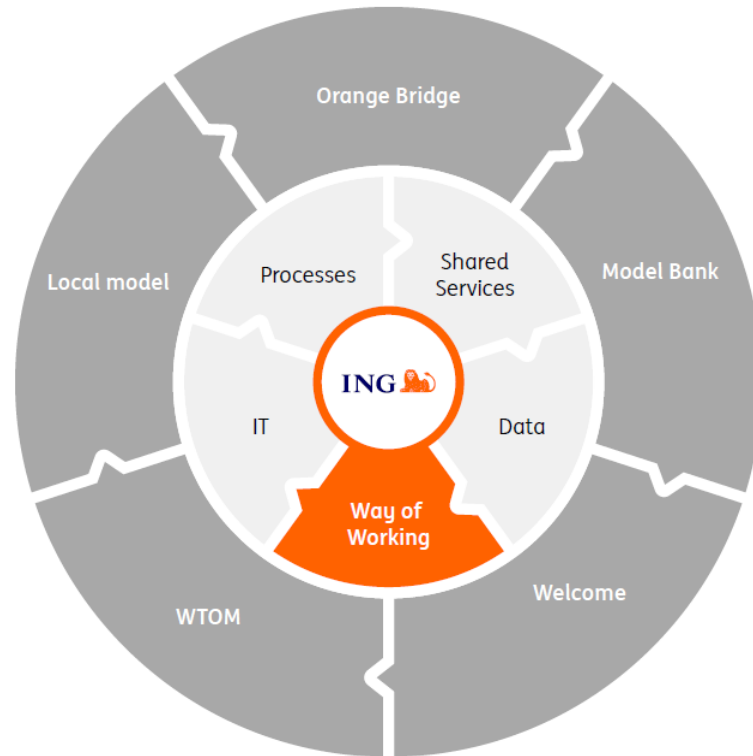 Orange Bridge
Local model
Processes
Shared
Services
Model Bank
ING
IT
Data
Way of
Working
WTOM
Welcome